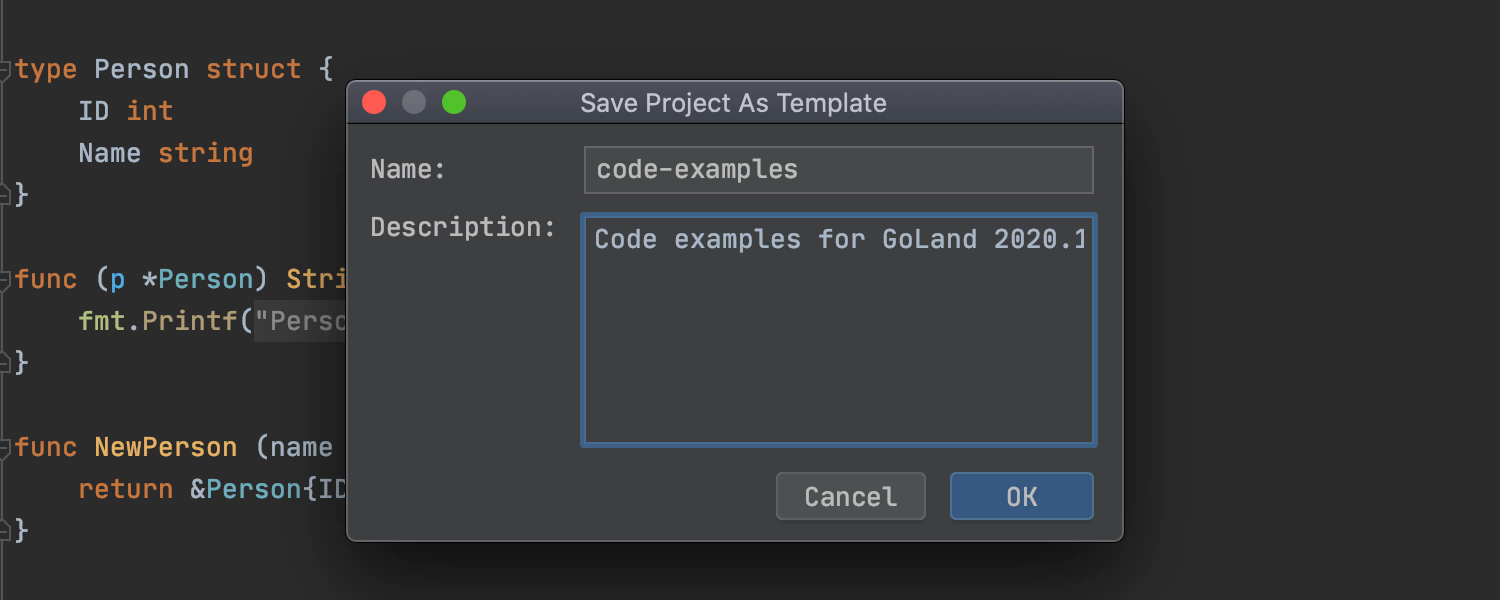 type Person struct {
ID int
Name string
}
func (p *Person) Stri
fmt.Printf("Perso
}
func NewPerson (name
return &Person{ID
}
Save Project As Template
Name:
code-examples
Description:
Code examples for GoLand 2020.1
Cancel
OK